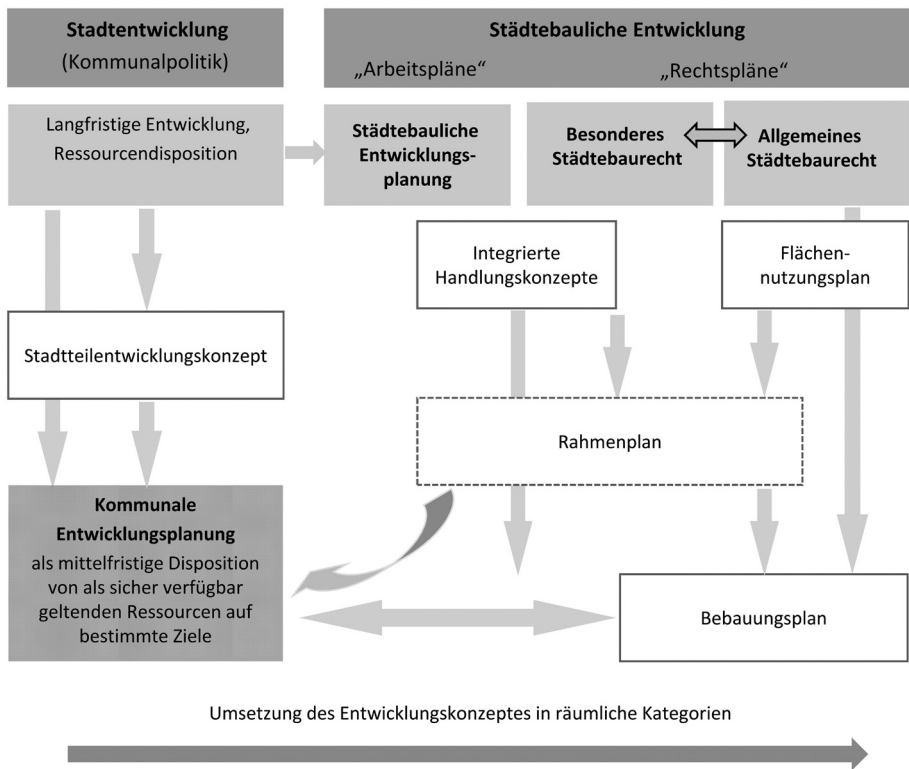 Stadtentwicklung
(Kommunalpolitik)
Städtebauliche Entwicklung
„Arbeitspläne“
„Rechtspläne“
Langfristige Entwicklung,
Ressourcendisposition
Städtebauliche
Entwicklungs-
planung
Besonderes
Städtebaurecht
Allgemeines
Städtebaurecht
Integrierte
Handlungskonzepte
Flächen-
nutzungsplan
Stadtteilentwicklungskonzept
Rahmenplan
Kommunale
Entwicklungsplanung
als mittelfristige Disposition
von als sicher verfügbar
geltenden Ressourcen auf
bestimmte Ziele
Bebauungsplan
Umsetzung des Entwicklungskonzeptes in räumliche Kategorien